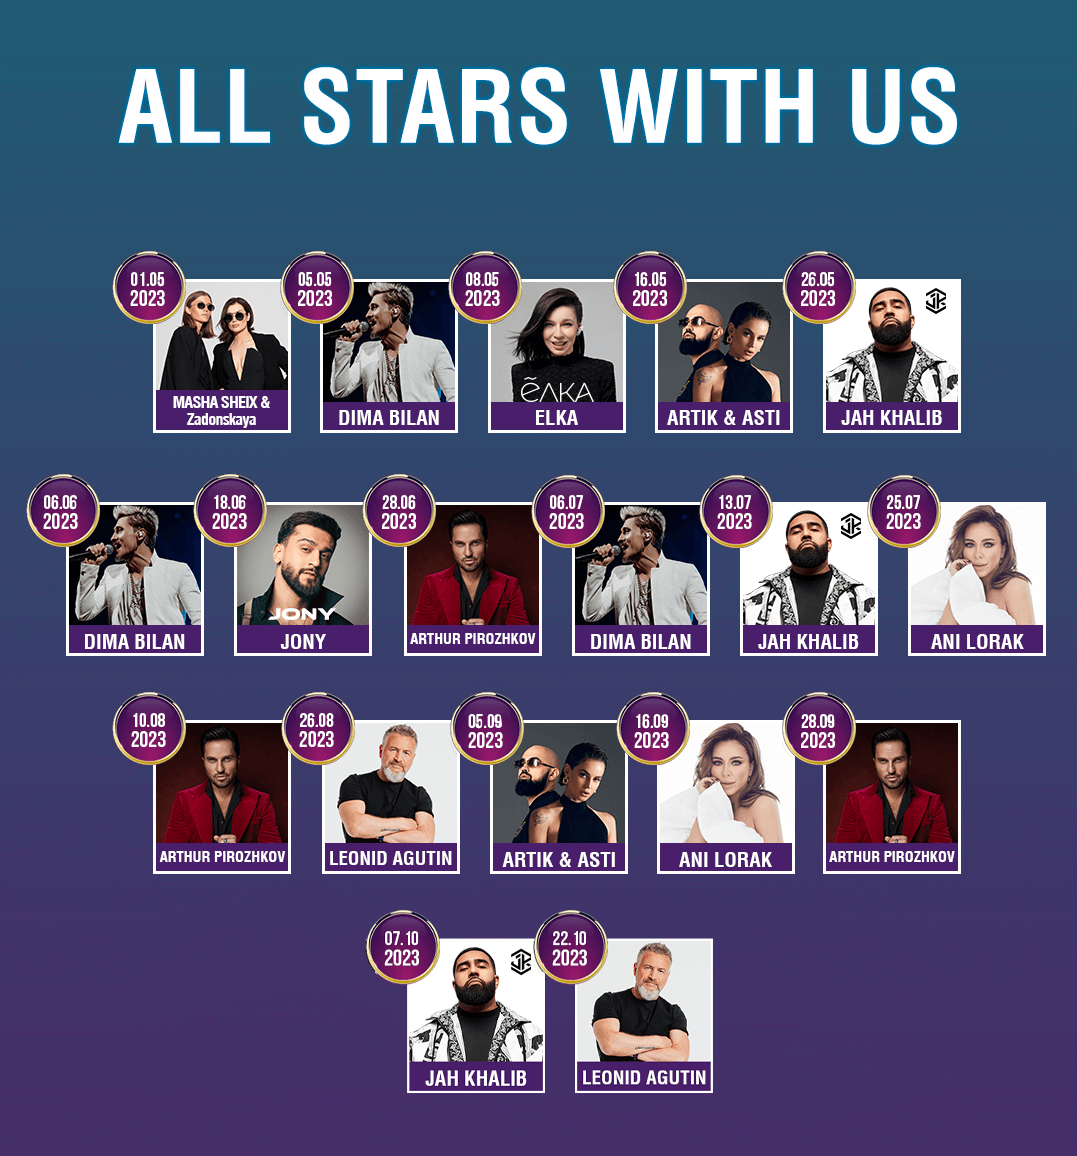 ALL STARS WITH US
01.05
2023
MASHA SHEIX &
Zadonskaya
05.05
2023
DIMA BILAN
08.05
2023
ËLKA
ELKA
16.05
2023
ARTIK & ASTI
26.05
2023
JAH KHALIB
06.06
2023
DIMA BILAN
18.06
2023
JONY
JONY
28.06
2023
ARTHUR PIROZHKOV
06.07
2023
DIMA BILAN
13.07
2023
JAH KHALIB
25.07
2023
ANI LORAK
10.08
2023
ARTHUR PIROZHKOV
26.08
2023
LEONID AGUTIN
05.09
2023
ARTIK & ASTI
16.09
2023
ANI LORAK
28.09
2023
ARTHUR PIROZHKOV
07.10
2023
JAH KHALIB
22.10
2023
LEONID AGUTIN